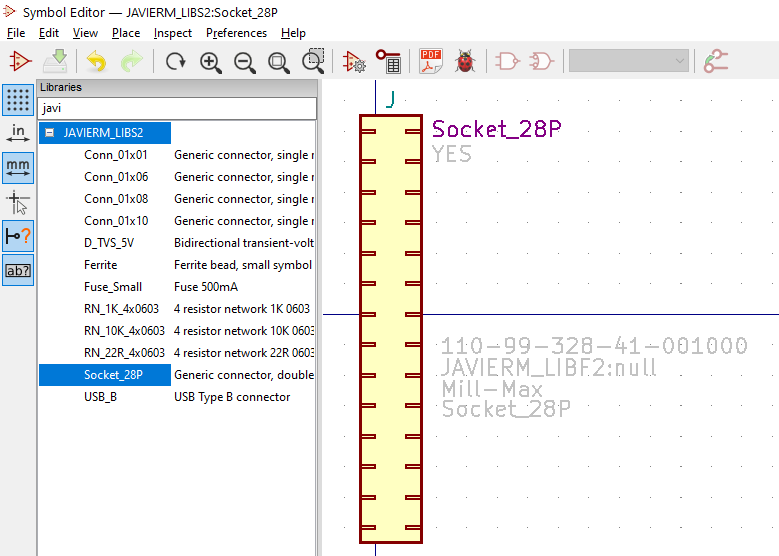 Symbol Editor — JAVIERM_LIBS2:Socket_28P
File Edit View Place Inspect Preferences Help
PDF
Libraries
in
javi
mm
JAVIERM_LIBS2
Conn_01x01 Generic connector, single r
Conn_01x06 Generic connector, single r
Conn_01x08 Generic connector, single r
Conn_01x10 Generic connector, single r
D_TVS_5V Bidirectional transient-volt
Ferrite Ferrite bead, small symbol
Fuse_Small Fuse 500mA
RN_1K_4x0603 4 resistor network 1K 0603
RN_10K_4x0603 4 resistor network 10K 0603
RN_22R_4x0603 4 resistor network 22R 0603
Socket_28P Generic connector, double
USB_B USB Type B connector
?
ab?
J
Socket_28P
YES
110-99-328-41-001000
JAVIERM_LIBF2:null
Mill-Max
Socket_28P